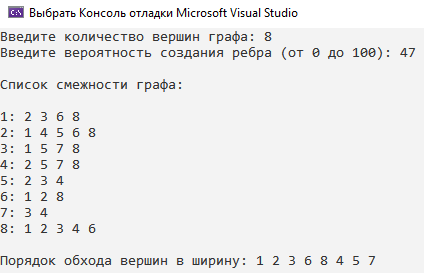 Выбрать Консоль отладки Microsoft Visual Studio
Введите количество вершин графа: 8
Введите вероятность создания ребра (от 0 до 100): 47
Список смежности графа:
1: 2 3 6 8
2: 1 4 5 6 8
3: 1 5 7 8
4: 2 5 7 8
5: 2 3 4
6: 1 2 8
7: 3 4
8: 1 2 3 4 6
Порядок обхода вершин в ширину: 1 2 3 6 8 4 5 7